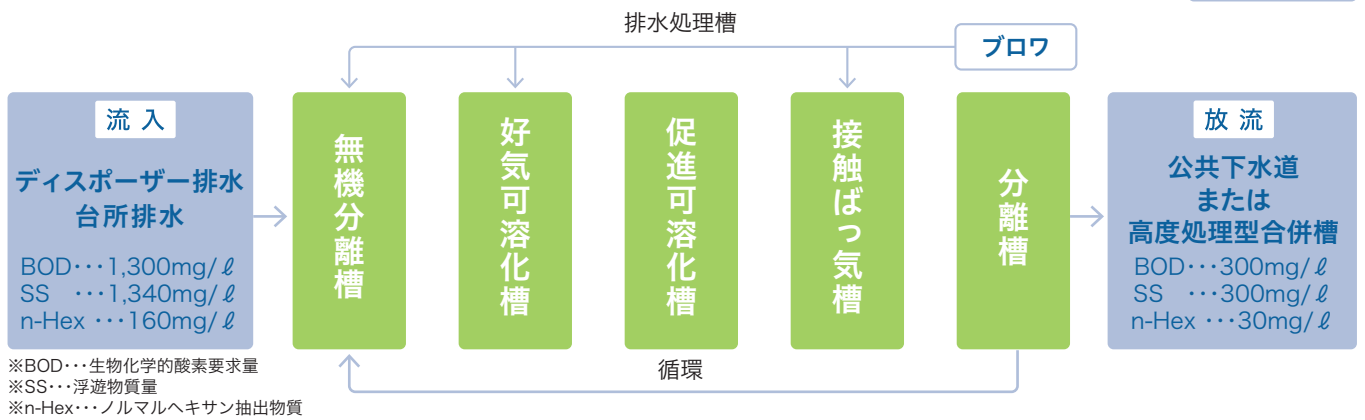 排水処理槽
ブロワ
流入
ディスポーザー排水
台所排水
BOD･･･1,300mg/ℓ
SS ･･･1,340mg/ℓ
n-Hex ･･･160mg/ℓ
無機分離槽
好気可溶化槽
促進可溶化槽
接触ばっ気槽
分離槽
放流
公共下水道
または
高度処理型合併槽
BOD･･･300mg/ℓ
SS ･･･300mg/ℓ
n-Hex ･･･30mg/ℓ
循環
※BOD･･･生物化学的酸素要求量
※SS･･･浮遊物質量
※n-Hex･･･ノルマルヘキサン抽出物質